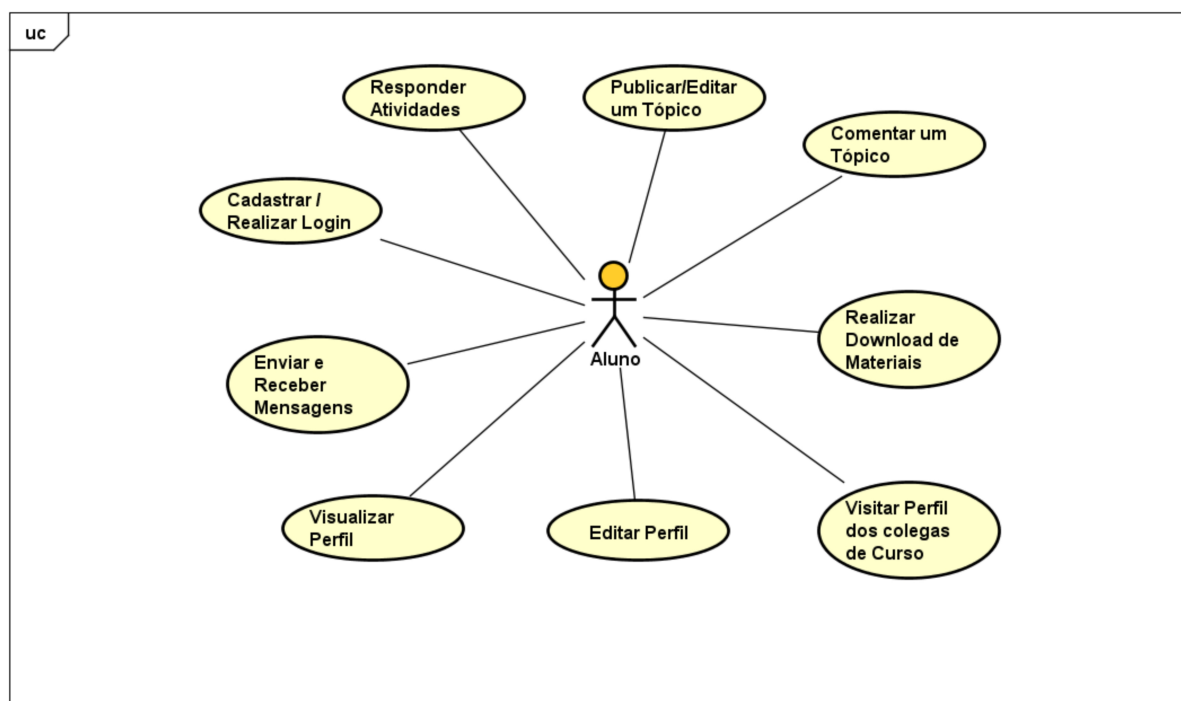 uc
Responder
Atividades
Publicar/Editar
um Tópico
Comentar um
Tópico
Cadastrar /
Realizar Login
Aluno
Realizar
Download de
Materiais
Enviar e
Receber
Mensagens
Visualizar
Perfil
Editar Perfil
Visitar Perfil
dos colegas
de Curso